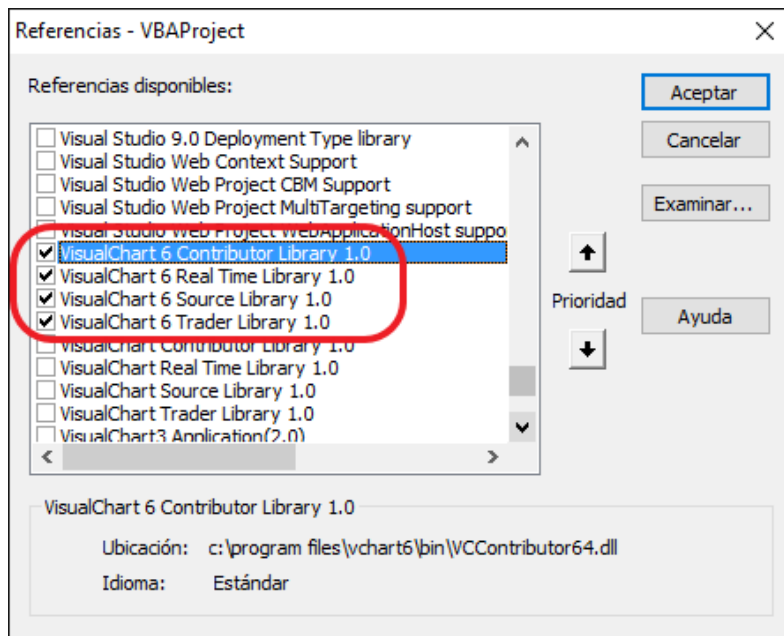 Referencias - VBAProject
Referencias disponibles:
Aceptar
Cancelar
Examinar...
Prioridad
Ayuda
Visual Studio 9.0 Deployment Type library
Visual Studio Web Context Support
Visual Studio Web Project CBM Support
Visual Studio Web Project MultiTargeting support
Visual Studio Web Project WebApplicationHost suppo
VisualChart 6 Contributor Library 1.0
VisualChart 6 Real Time Library 1.0
VisualChart 6 Source Library 1.0
VisualChart 6 Trader Library 1.0
VisualChart Contributor Library 1.0
VisualChart Real Time Library 1.0
VisualChart Source Library 1.0
VisualChart Trader Library 1.0
VisualChart3 Application(2.0)
VisualChart 6 Contributor Library 1.0
Ubicación: c:\program files\vchart6\bin\VCContributor64.dll
Idioma: Estándar